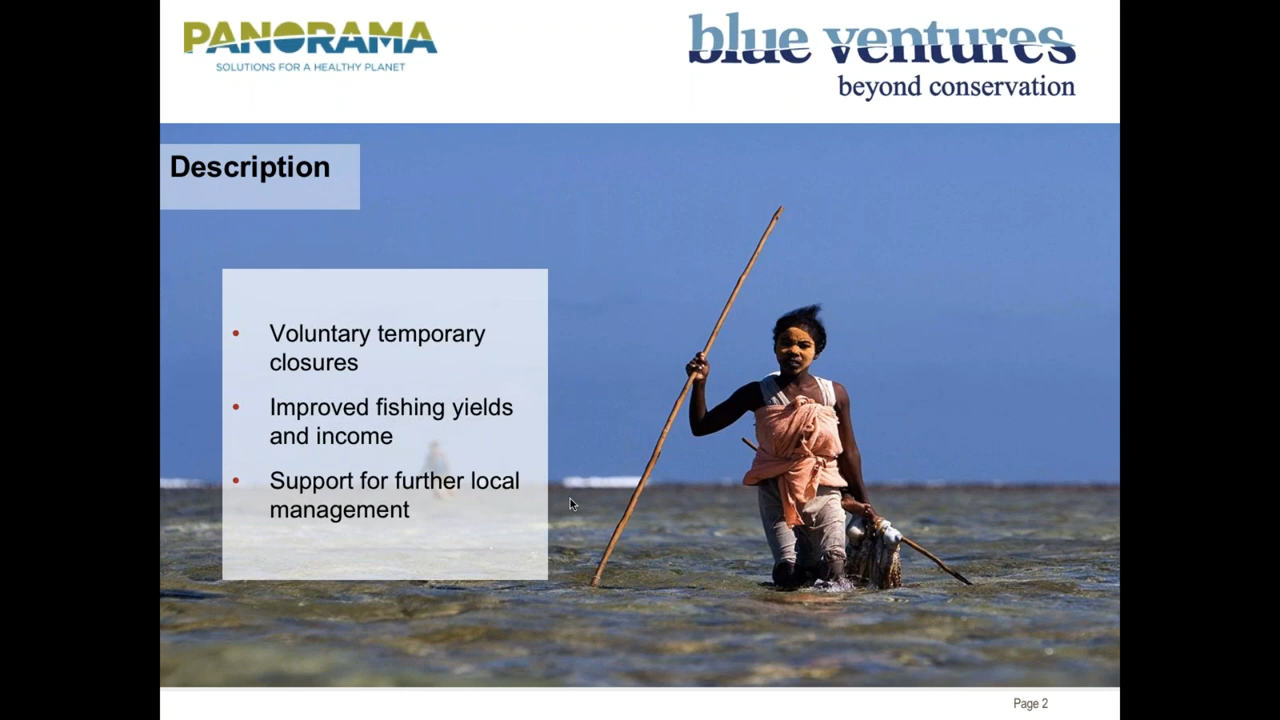 PANORAMA
SOLUTIONS FOR A HEALTHY PLANET
blue ventures
beyond conservation
Description
• Voluntary temporary
closures
• Improved fishing yields
and income
• Support for further local
management
Page 2